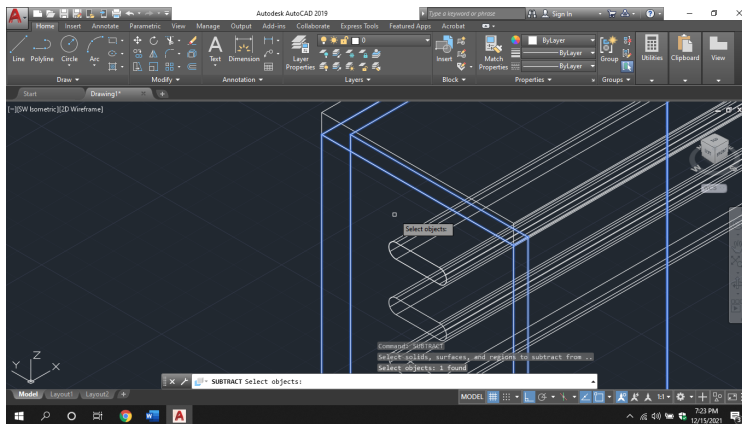 Autodesk AutoCAD 2019 Drawing1*
Type a keyword or phrase
Sign In
Home Insert Annotate Parametric View Manage Output Add-ins Collaborate Express Tools Featured Apps Acrobat
Line Polyline Circle Arc
Text Dimension
Layer
Properties
0
Insert
Match
Properties
ByLayer
ByLayer
ByLayer
Group
Utilities Clipboard View
Draw Modify Annotation Layers Block Properties Groups
Start Drawing1*
[-][SW Isometric][2D Wireframe]
Select objects:
Command: SUBTRACT
Select solids, surfaces, and regions to subtract from ..
Select objects: 1 found
Z
Y X
SUBTRACT Select objects:
Model Layout1 Layout2 +
MODEL 1:1
7:23 PM
12/15/2021